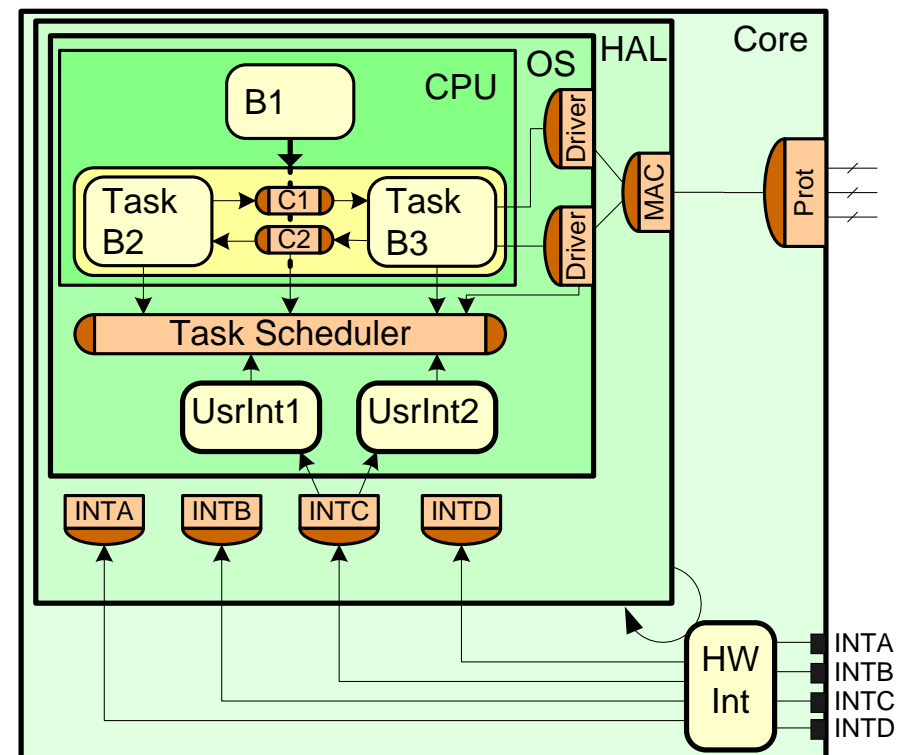 Core
HAL
OS
CPU
B1
Driver
Task
B2
C1
C2
Task
B3
MAC
Prot
Driver
Task Scheduler
UsrInt1
UsrInt2
INTA
INTB
INTC
INTD
HW
Int
INTA
INTB
INTC
INTD